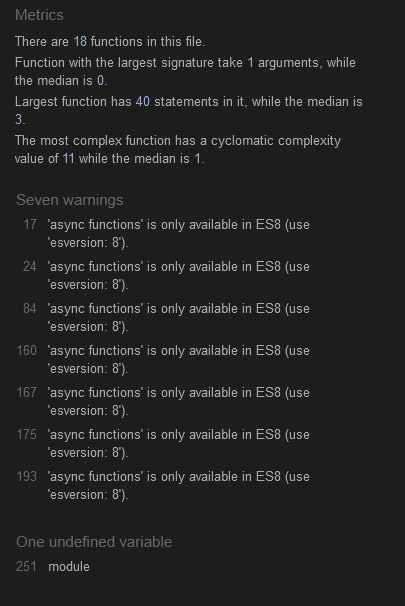 Metrics
There are 18 functions in this file.
Function with the largest signature take 1 arguments, while
the median is 0.
Largest function has 40 statements in it, while the median is
3.
The most complex function has a cyclomatic complexity
value of 11 while the median is 1.
Seven warnings
17 'async functions' is only available in ES8 (use
'esversion: 8').
24 'async functions' is only available in ES8 (use
'esversion: 8').
84 'async functions' is only available in ES8 (use
'esversion: 8').
160 'async functions' is only available in ES8 (use
'esversion: 8').
167 'async functions' is only available in ES8 (use
'esversion: 8').
175 'async functions' is only available in ES8 (use
'esversion: 8').
193 'async functions' is only available in ES8 (use
'esversion: 8').
One undefined variable
251 module